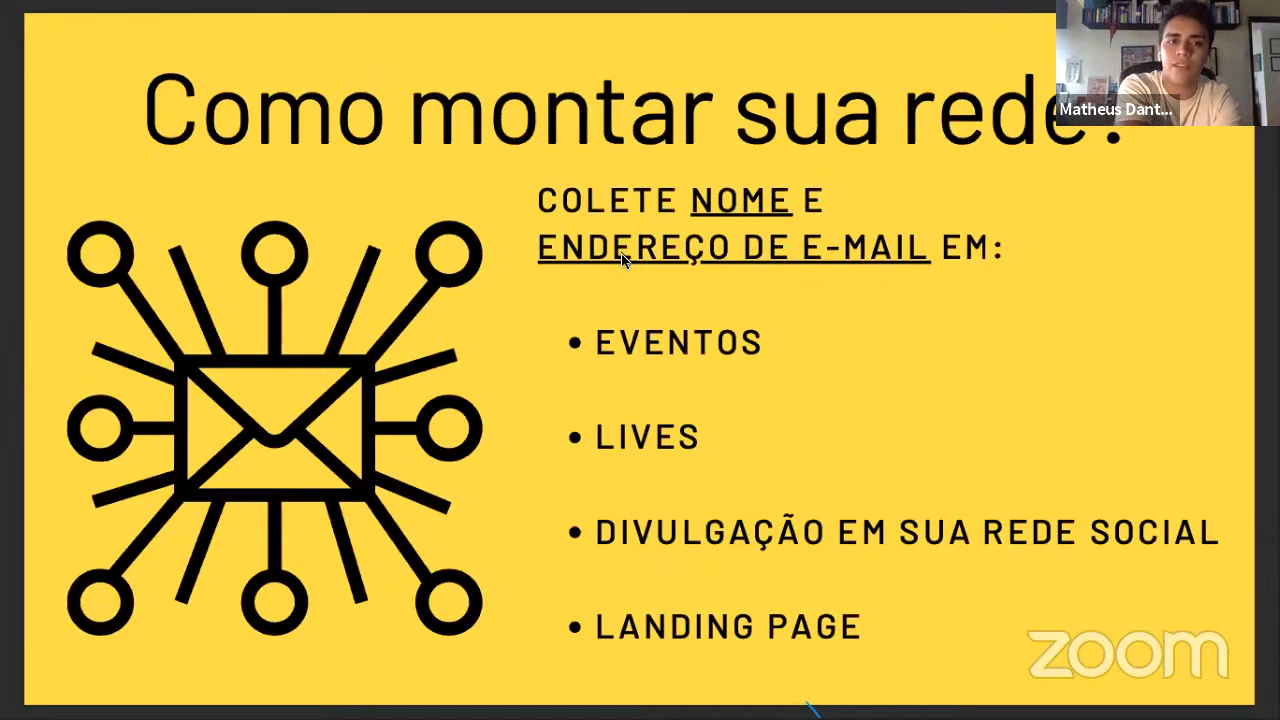 Como montar sua rede?
Matheus Dant...
COLETE NOME E
ENDEREÇO DE E-MAIL EM:
• EVENTOS
• LIVES
• DIVULGAÇÃO EM SUA REDE SOCIAL
• LANDING PAGE
zoom